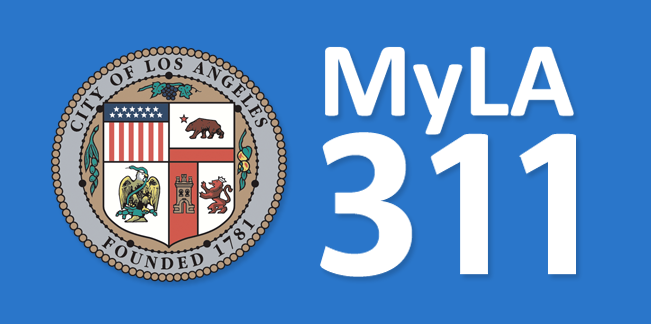 CITY OF LOS ANGELES
FOUNDED 1781
MyLA
311